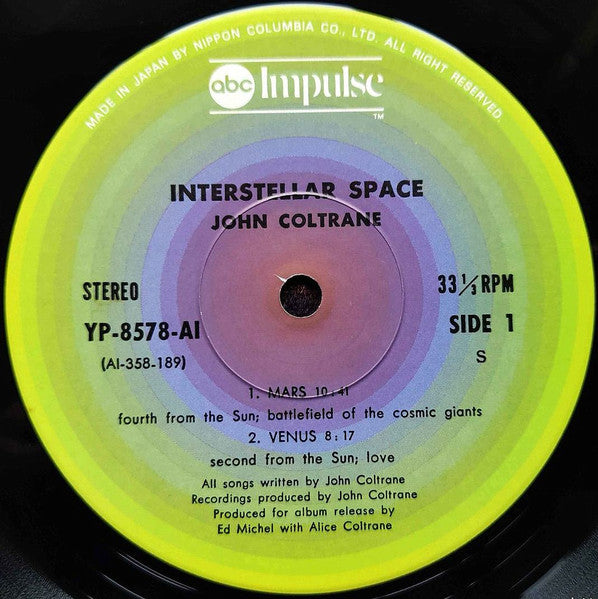 MADE IN JAPAN BY NIPPON COLUMBIA CO., LTD. ALL RIGHT RESERVED.
abc Impulse
TM
INTERSTELLAR SPACE
JOHN COLTRANE
STEREO
33 1/3 RPM
YP-8578-AI
SIDE 1
(AI-358-189)
S
1. MARS 10:41
fourth from the Sun; battlefield of the cosmic giants
2. VENUS 8:17
second from the Sun; love
All songs written by John Coltrane
Recordings produced by John Coltrane
Produced for album release by
Ed Michel with Alice Coltrane